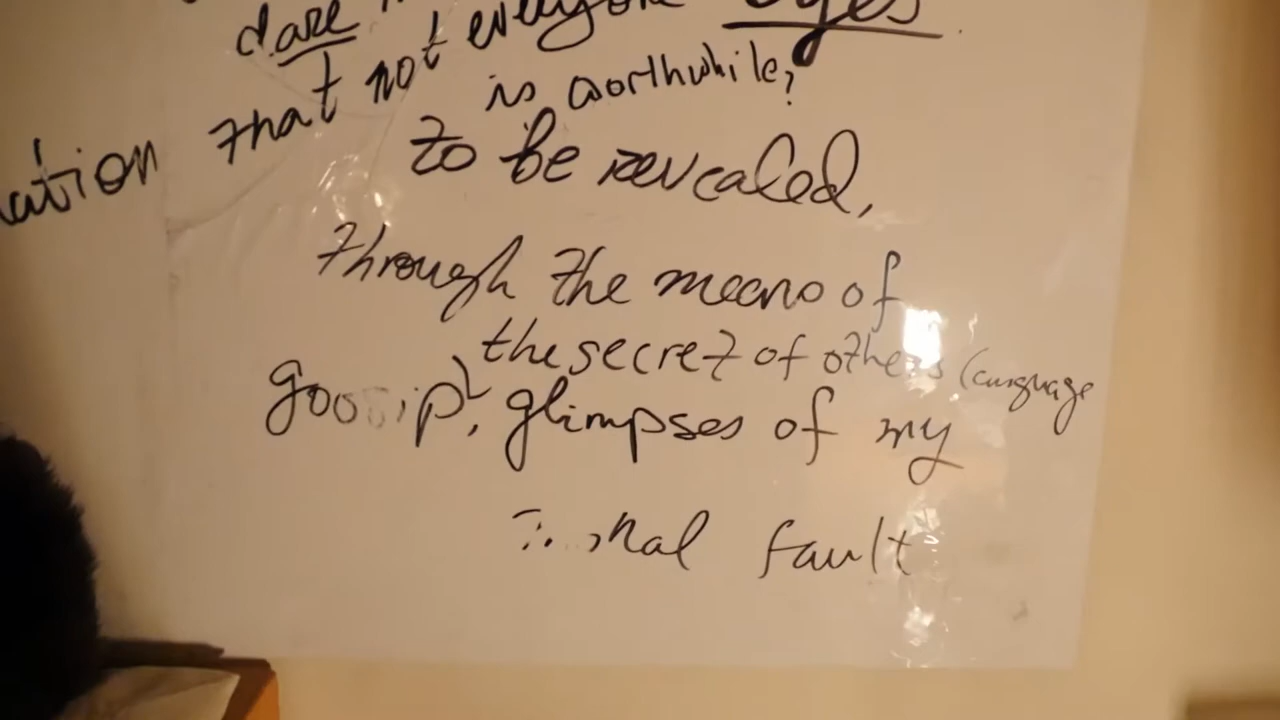 dare
eyes
ation that not everyone
is worthwhile?
to be revealed,
through the means of
the secret of others (language
gossip), glimpses of my
fault